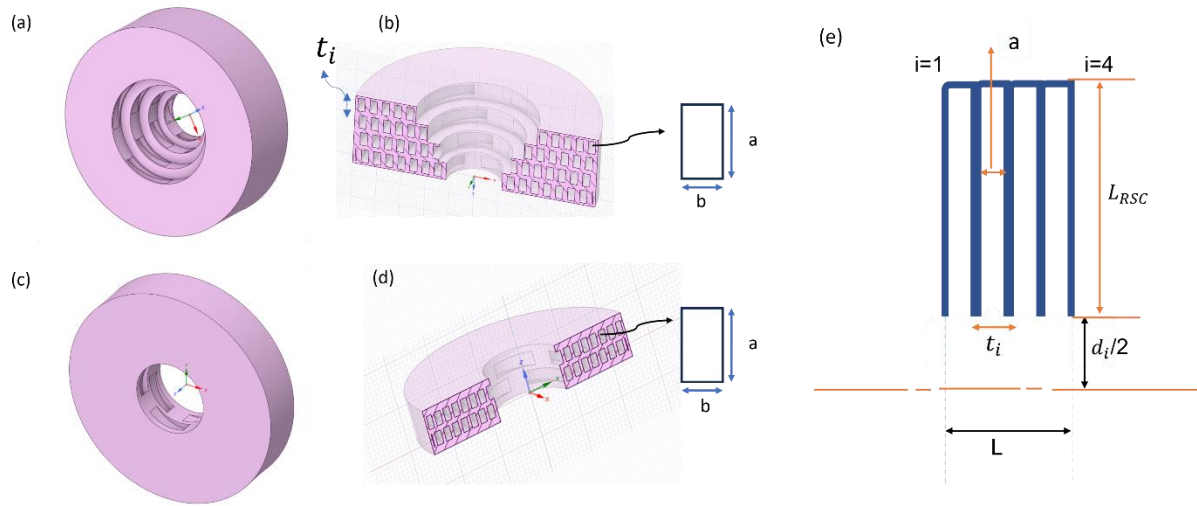 (a)
(b)
t_i
a
b
(c)
(d)
a
b
(e)
a
i=1
i=4
L_RSC
t_i
d_i/2
L